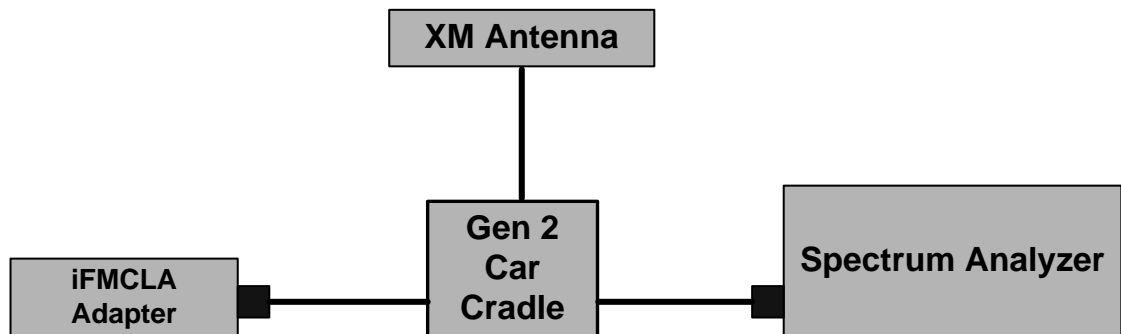 XM Antenna
Gen 2
Car
Cradle
Spectrum Analyzer
iFMCLA
Adapter